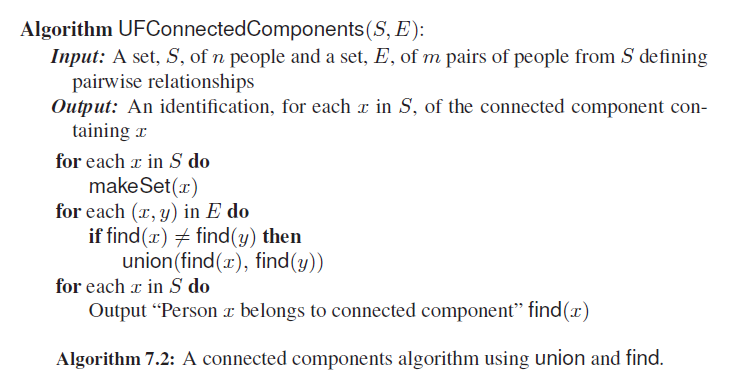 Algorithm UFConnectedComponents(S, E):
Input: A set, S, of n people and a set, E, of m pairs of people from S defining
pairwise relationships
Output: An identification, for each x in S, of the connected component con-
taining x
for each x in S do
makeSet(x)
for each (x, y) in E do
if find(x) ≠ find(y) then
union(find(x), find(y))
for each x in S do
Output “Person x belongs to connected component” find(x)
Algorithm 7.2: A connected components algorithm using union and find.